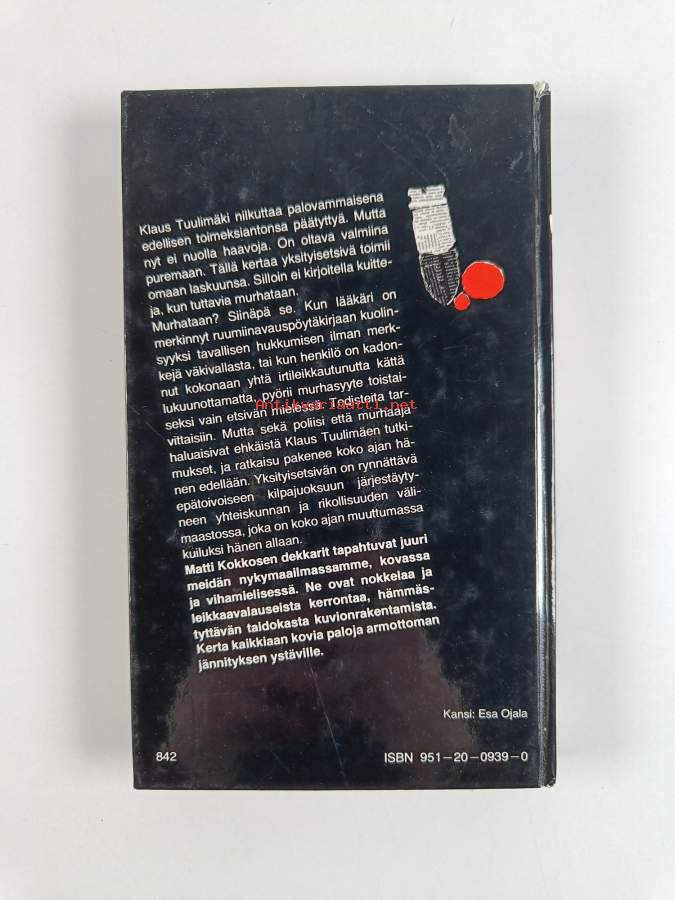 Klaus Tuulimäki nilkuttaa palovammaisena
edellisen toimeksiantonsa päätyttyä. Mutta
nyt ei nuolla haavoja. On oltava valmiina
puremaan. Tällä kertaa yksityisetsivä toimii
omaan laskuunsa. Silloin ei kirjoitella kuitte-
ja, kun tuttavia murhataan.
Murhataan? Siinäpä se. Kun lääkäri on
merkinnyt ruumiinavauspöytäkirjaan kuolin-
syyksi tavallisen hukkumisen ilman merk-
kejä väkivallasta, tai kun henkilö on kadon-
nut kokonaan yhtä irtileikkautunutta kättä
lukuunottamatta, pyörii murhasyyte toistai-
seksi vain etsivän mielessä. Todisteita tar-
vittaisiin. Mutta sekä poliisi että murhaaja
haluaisivat ehkäistä Klaus Tuulimäen tutki-
mukset, ja ratkaisu pakenee koko ajan hä-
nen edellään. Yksityisetsivän on rynnättävä
epätoivoiseen kilpajuoksuun järjestäyty-
neen yhteiskunnan ja rikollisuuden väli-
maastossa, joka on koko ajan muuttumassa
kuiluksi hänen allaan.
Matti Kokkosen dekkarit tapahtuvat juuri
meidän nykymaailmassamme, kovassa
ja vihamielisessä. Ne ovat nokkelaa ja
leikkaavalauseista kerrontaa, hämmäs-
tyttävän taidokasta kuvionrakentamista.
Kerta kaikkiaan kovia paloja armottoman
jännityksen ystäville.
Antikvariaatti.net
Kansi: Esa Ojala
842
ISBN 951-20-0939-0